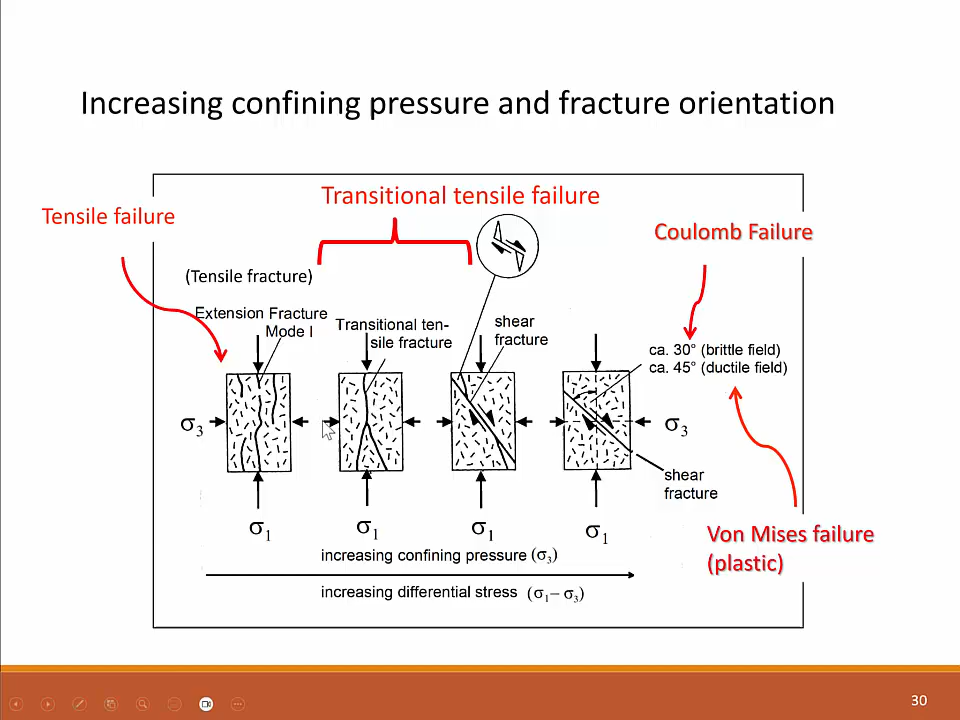 Increasing confining pressure and fracture orientation
Transitional tensile failure
Tensile failure
Coulomb Failure
(Tensile fracture)
Extension Fracture
Mode I
Transitional ten-
sile fracture
shear
fracture
ca. 30° (brittle field)
ca. 45° (ductile field)
σ3
σ3
shear
fracture
σ1
σ1
σ1
σ1
Von Mises failure
(plastic)
increasing confining pressure (σ3)
increasing differential stress (σ1– σ3)
30